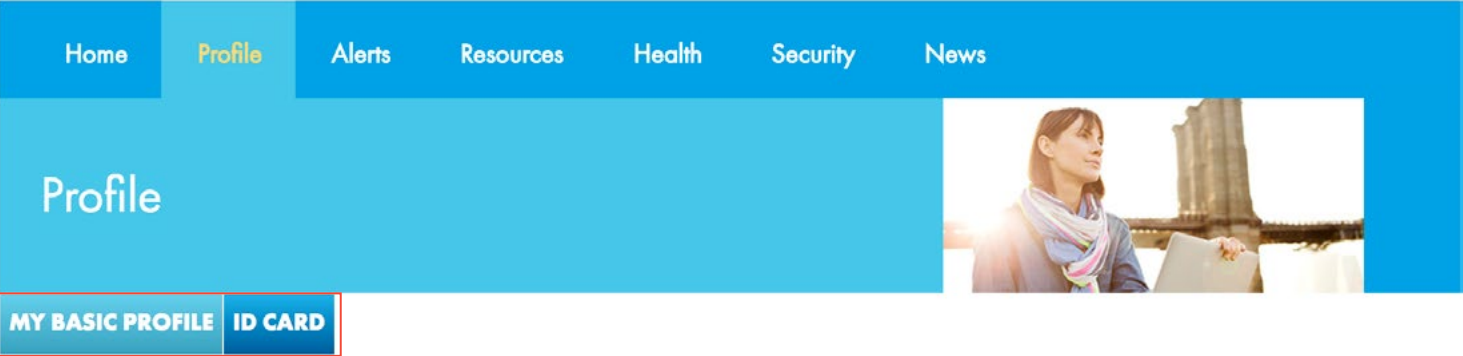 Home Profile Alerts Resources Health Security News
Profile
MY BASIC PROFILE ID CARD